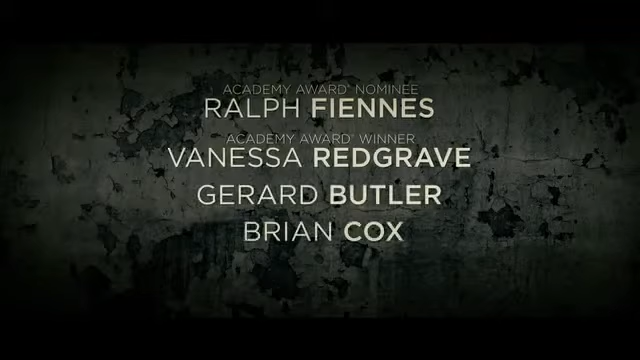 ACADEMY AWARD® NOMINEE
RALPH FIENNES
ACADEMY AWARD® WINNER
VANESSA REDGRAVE
GERARD BUTLER
BRIAN COX